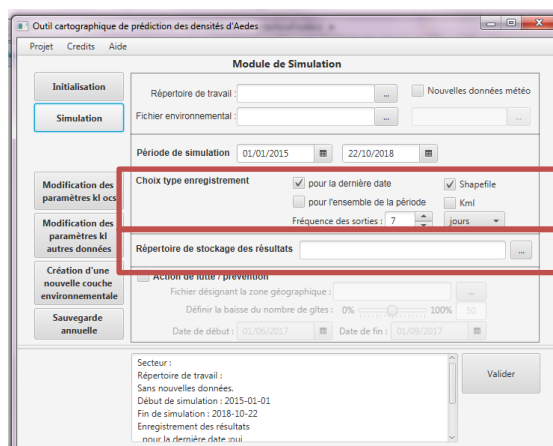 Outil cartographique de prédiction des densités d'Aedes
Projet Credits Aide
Module de Simulation
Initialisation
Simulation
Modification des
paramètres kl ocs
Modification des
paramètres kl
autres données
Création d'une
nouvelle couche
environnementale
Sauvegarde
annuelle
Répertoire de travail : ... Nouvelles données météo
Fichier environnemental : ... ...
Période de simulation 01/01/2015 22/10/2018
Choix type enregistrement pour la dernière date Shapefile
pour l'ensemble de la période Kml
Fréquence des sorties : 7 jours
Répertoire de stockage des résultats ...
Action de lutte / prévention
Fichier désignant la zone géographique : ...
Définir la baisse du nombre de gîtes : 0% 100% 50
Date de début : 01/06/2017 Date de fin : 01/09/2017
Secteur :
Répertoire de travail :
Sans nouvelles données.
Début de simulation : 2015-01-01
Fin de simulation : 2018-10-22
Enregistrement des résultats
pour la dernière date :oui
Valider